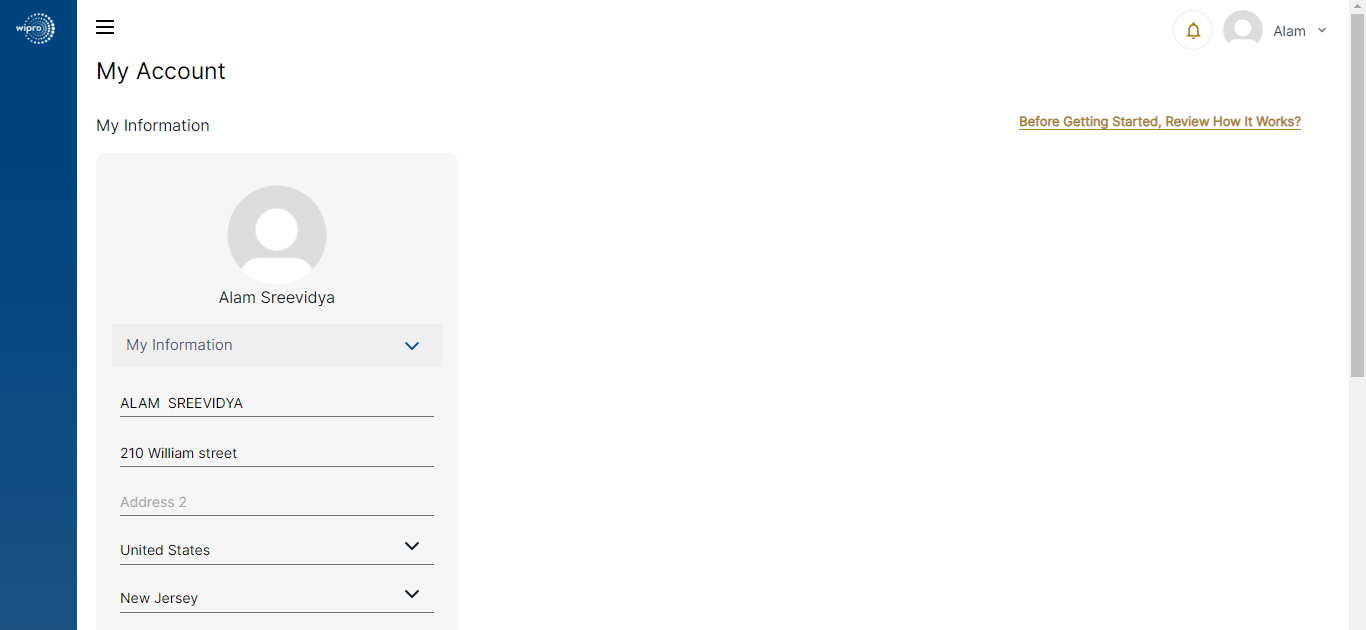 wipro
Alam
My Account
My Information
Before Getting Started, Review How It Works?
Alam Sreevidya
My Information
ALAM  SREEVIDYA
210 William street
Address 2
United States
New Jersey